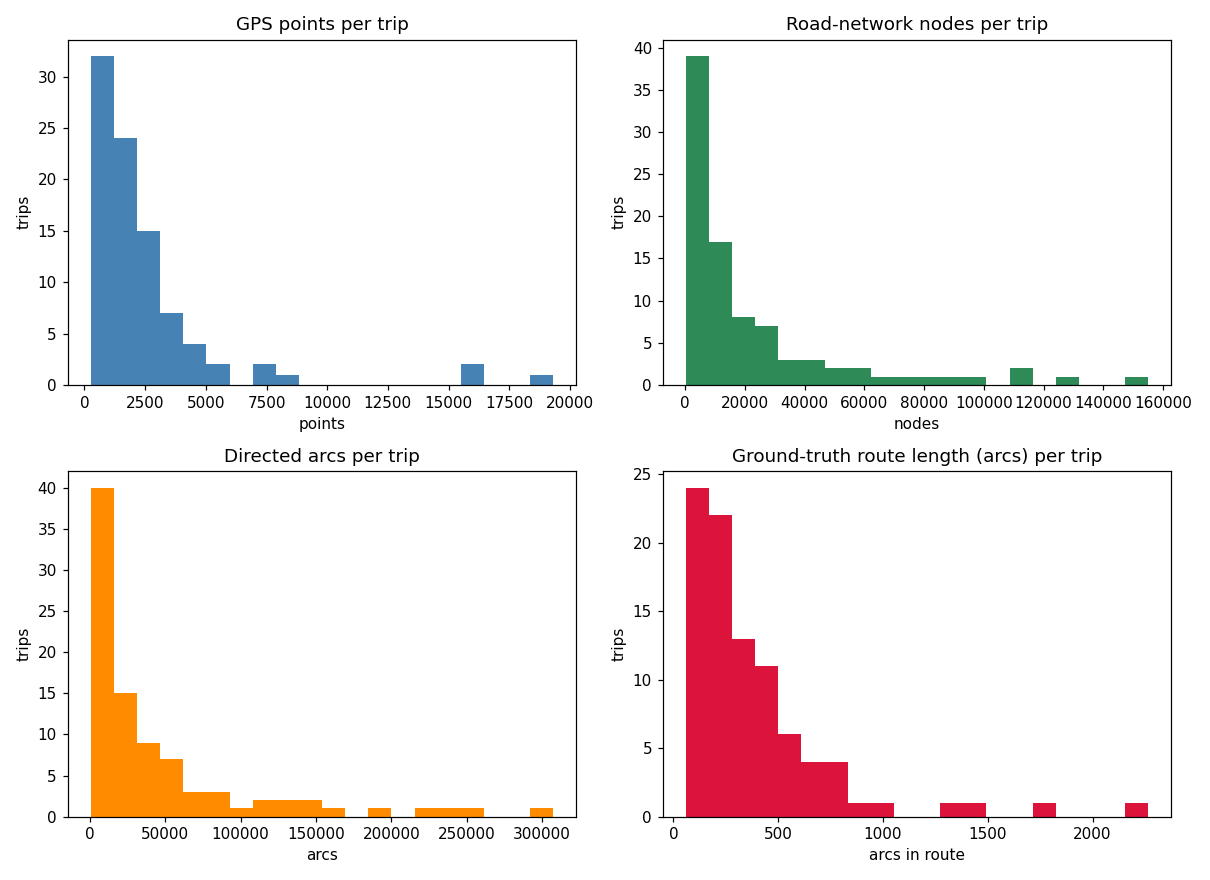 GPS points per trip
trips
30
25
20
15
10
5
0
0 2500 5000 7500 10000 12500 15000 17500 20000
points
Road-network nodes per trip
trips
40
35
30
25
20
15
10
5
0
0 20000 40000 60000 80000 100000 120000 140000 160000
nodes
Directed arcs per trip
trips
40
35
30
25
20
15
10
5
0
0 50000 100000 150000 200000 250000 300000
arcs
Ground-truth route length (arcs) per trip
trips
25
20
15
10
5
0
0 500 1000 1500 2000
arcs in route